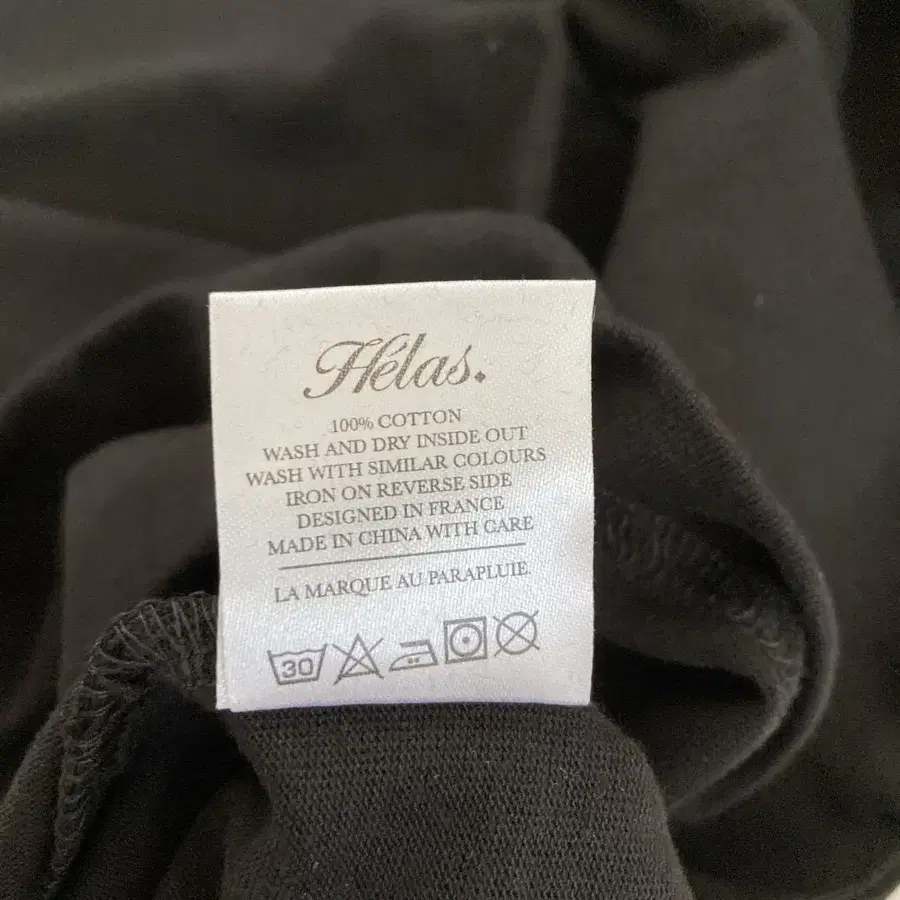 Hélas.
100% COTTON
WASH AND DRY INSIDE OUT
WASH WITH SIMILAR COLOURS
IRON ON REVERSE SIDE
DESIGNED IN FRANCE
MADE IN CHINA WITH CARE
LA MARQUE AU PARAPLUIE.
30